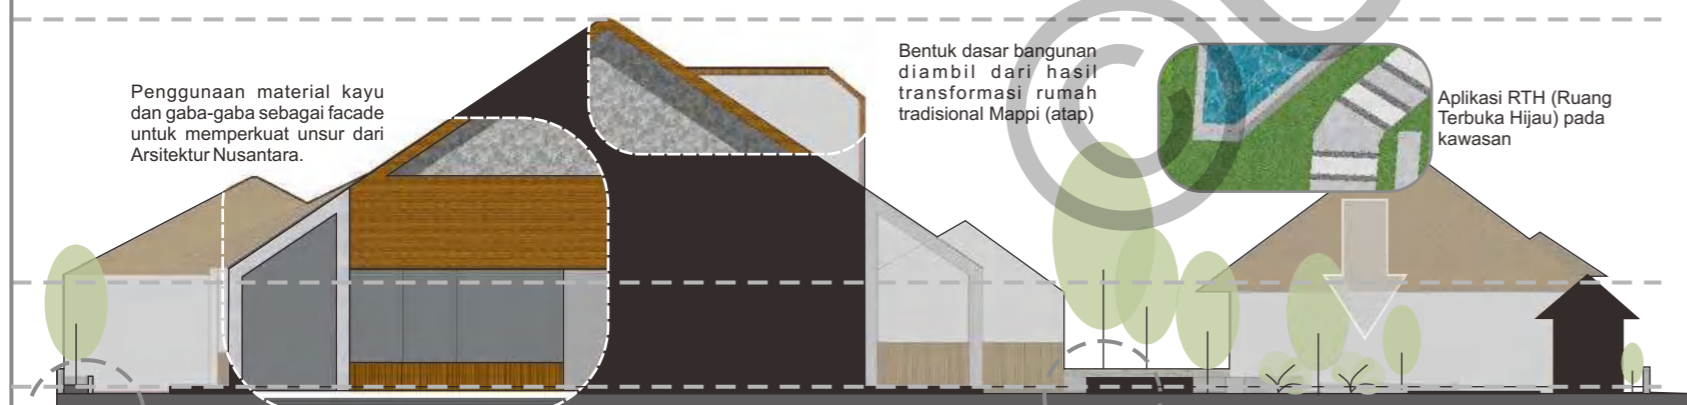 Penggunaan material kayu
dan gaba-gaba sebagai facade
untuk memperkuat unsur dari
Arsitektur Nusantara.
Bentuk dasar bangunan
diambil dari hasil
transformasi rumah
tradisional Mappi (atap)
Aplikasi RTH (Ruang
Terbuka Hijau) pada
kawasan